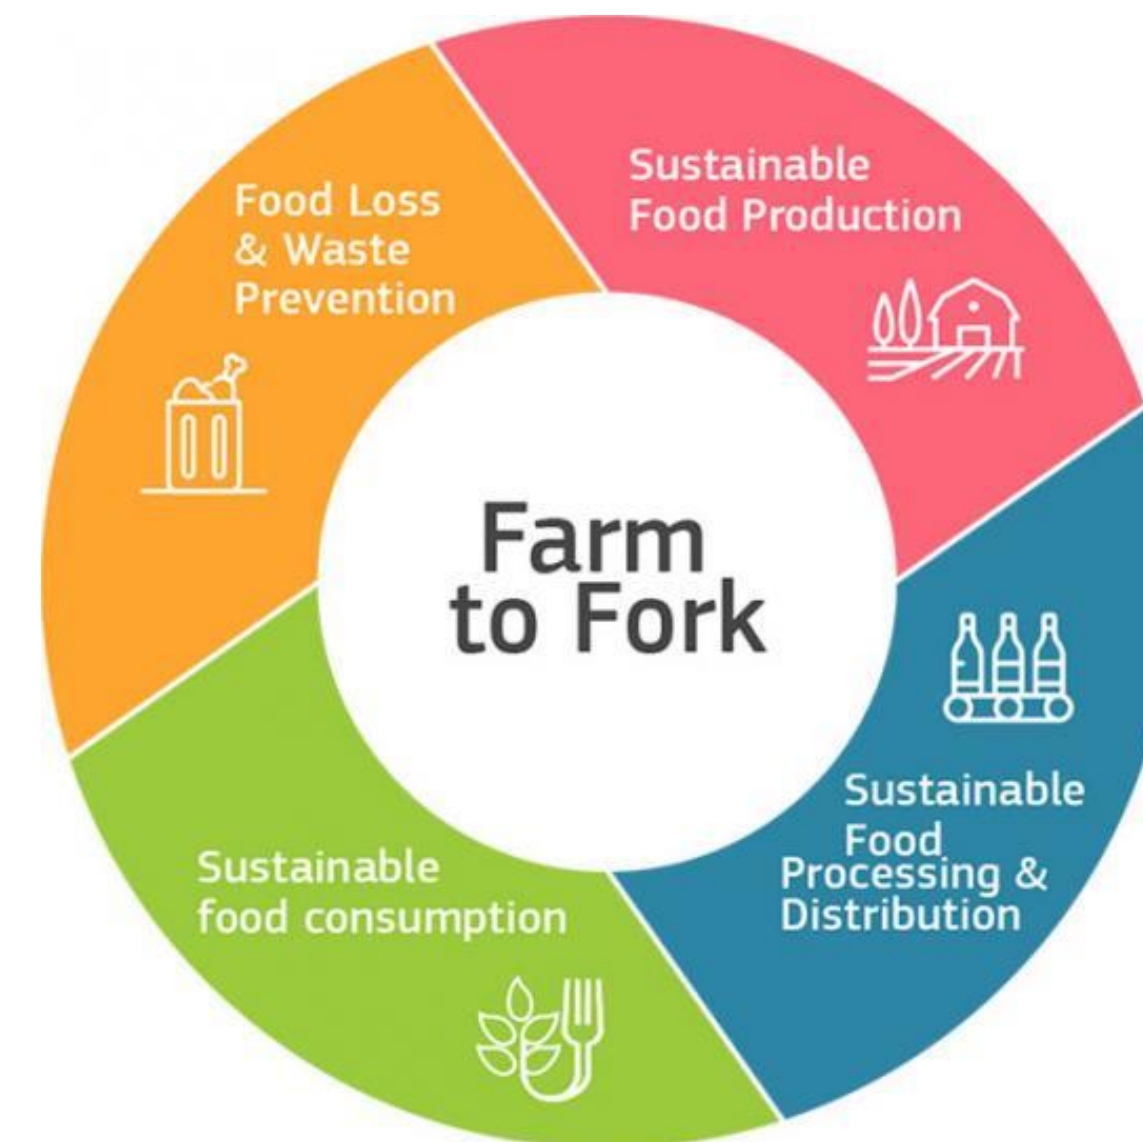 Sustainable
Food Production
Food Loss
& Waste
Prevention
Farm
to Fork
Sustainable
Food
Processing &
Distribution
Sustainable
food consumption